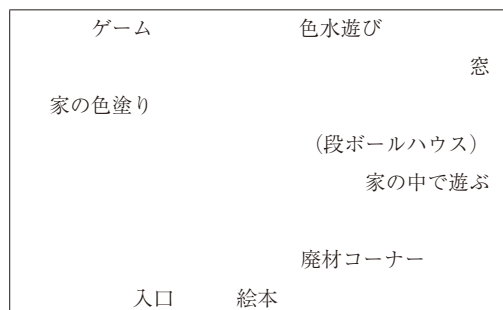 ゲーム　色水遊び
窓
家の色塗り
（段ボールハウス）
家の中で遊ぶ
廃材コーナー
入口　絵本